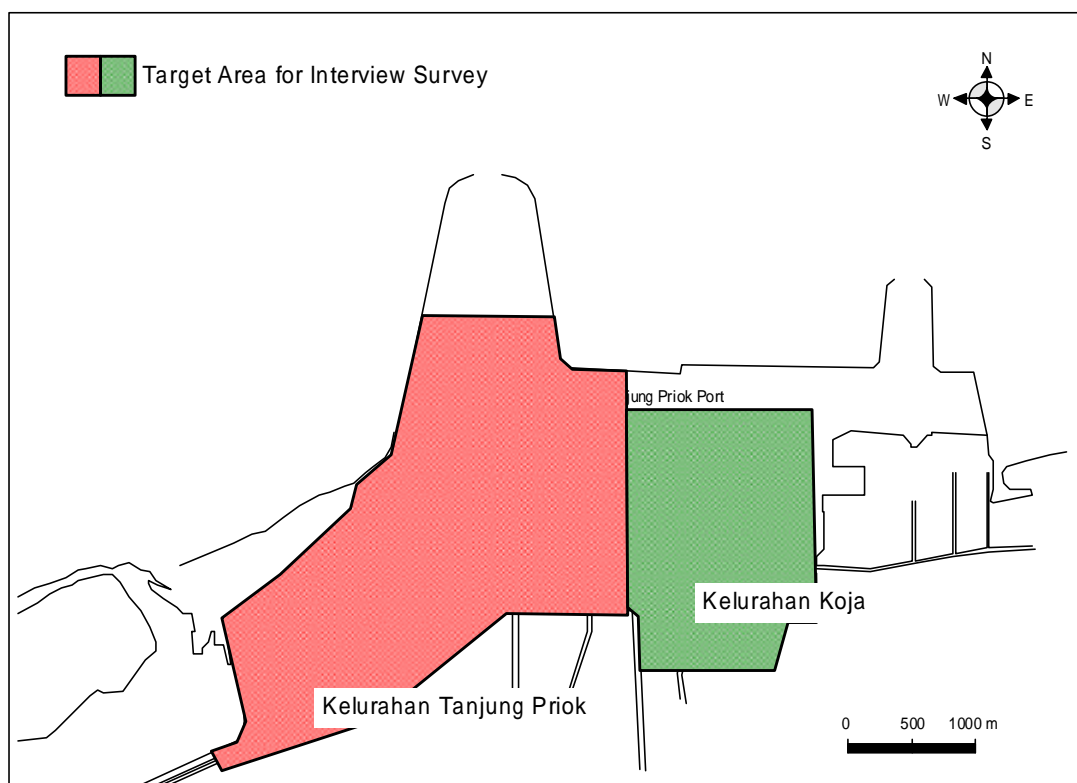 Target Area for Interview Survey
N
W E
S
jung Priok Port
Kelurahan Koja
Kelurahan Tanjung Priok
0 500 1000 m